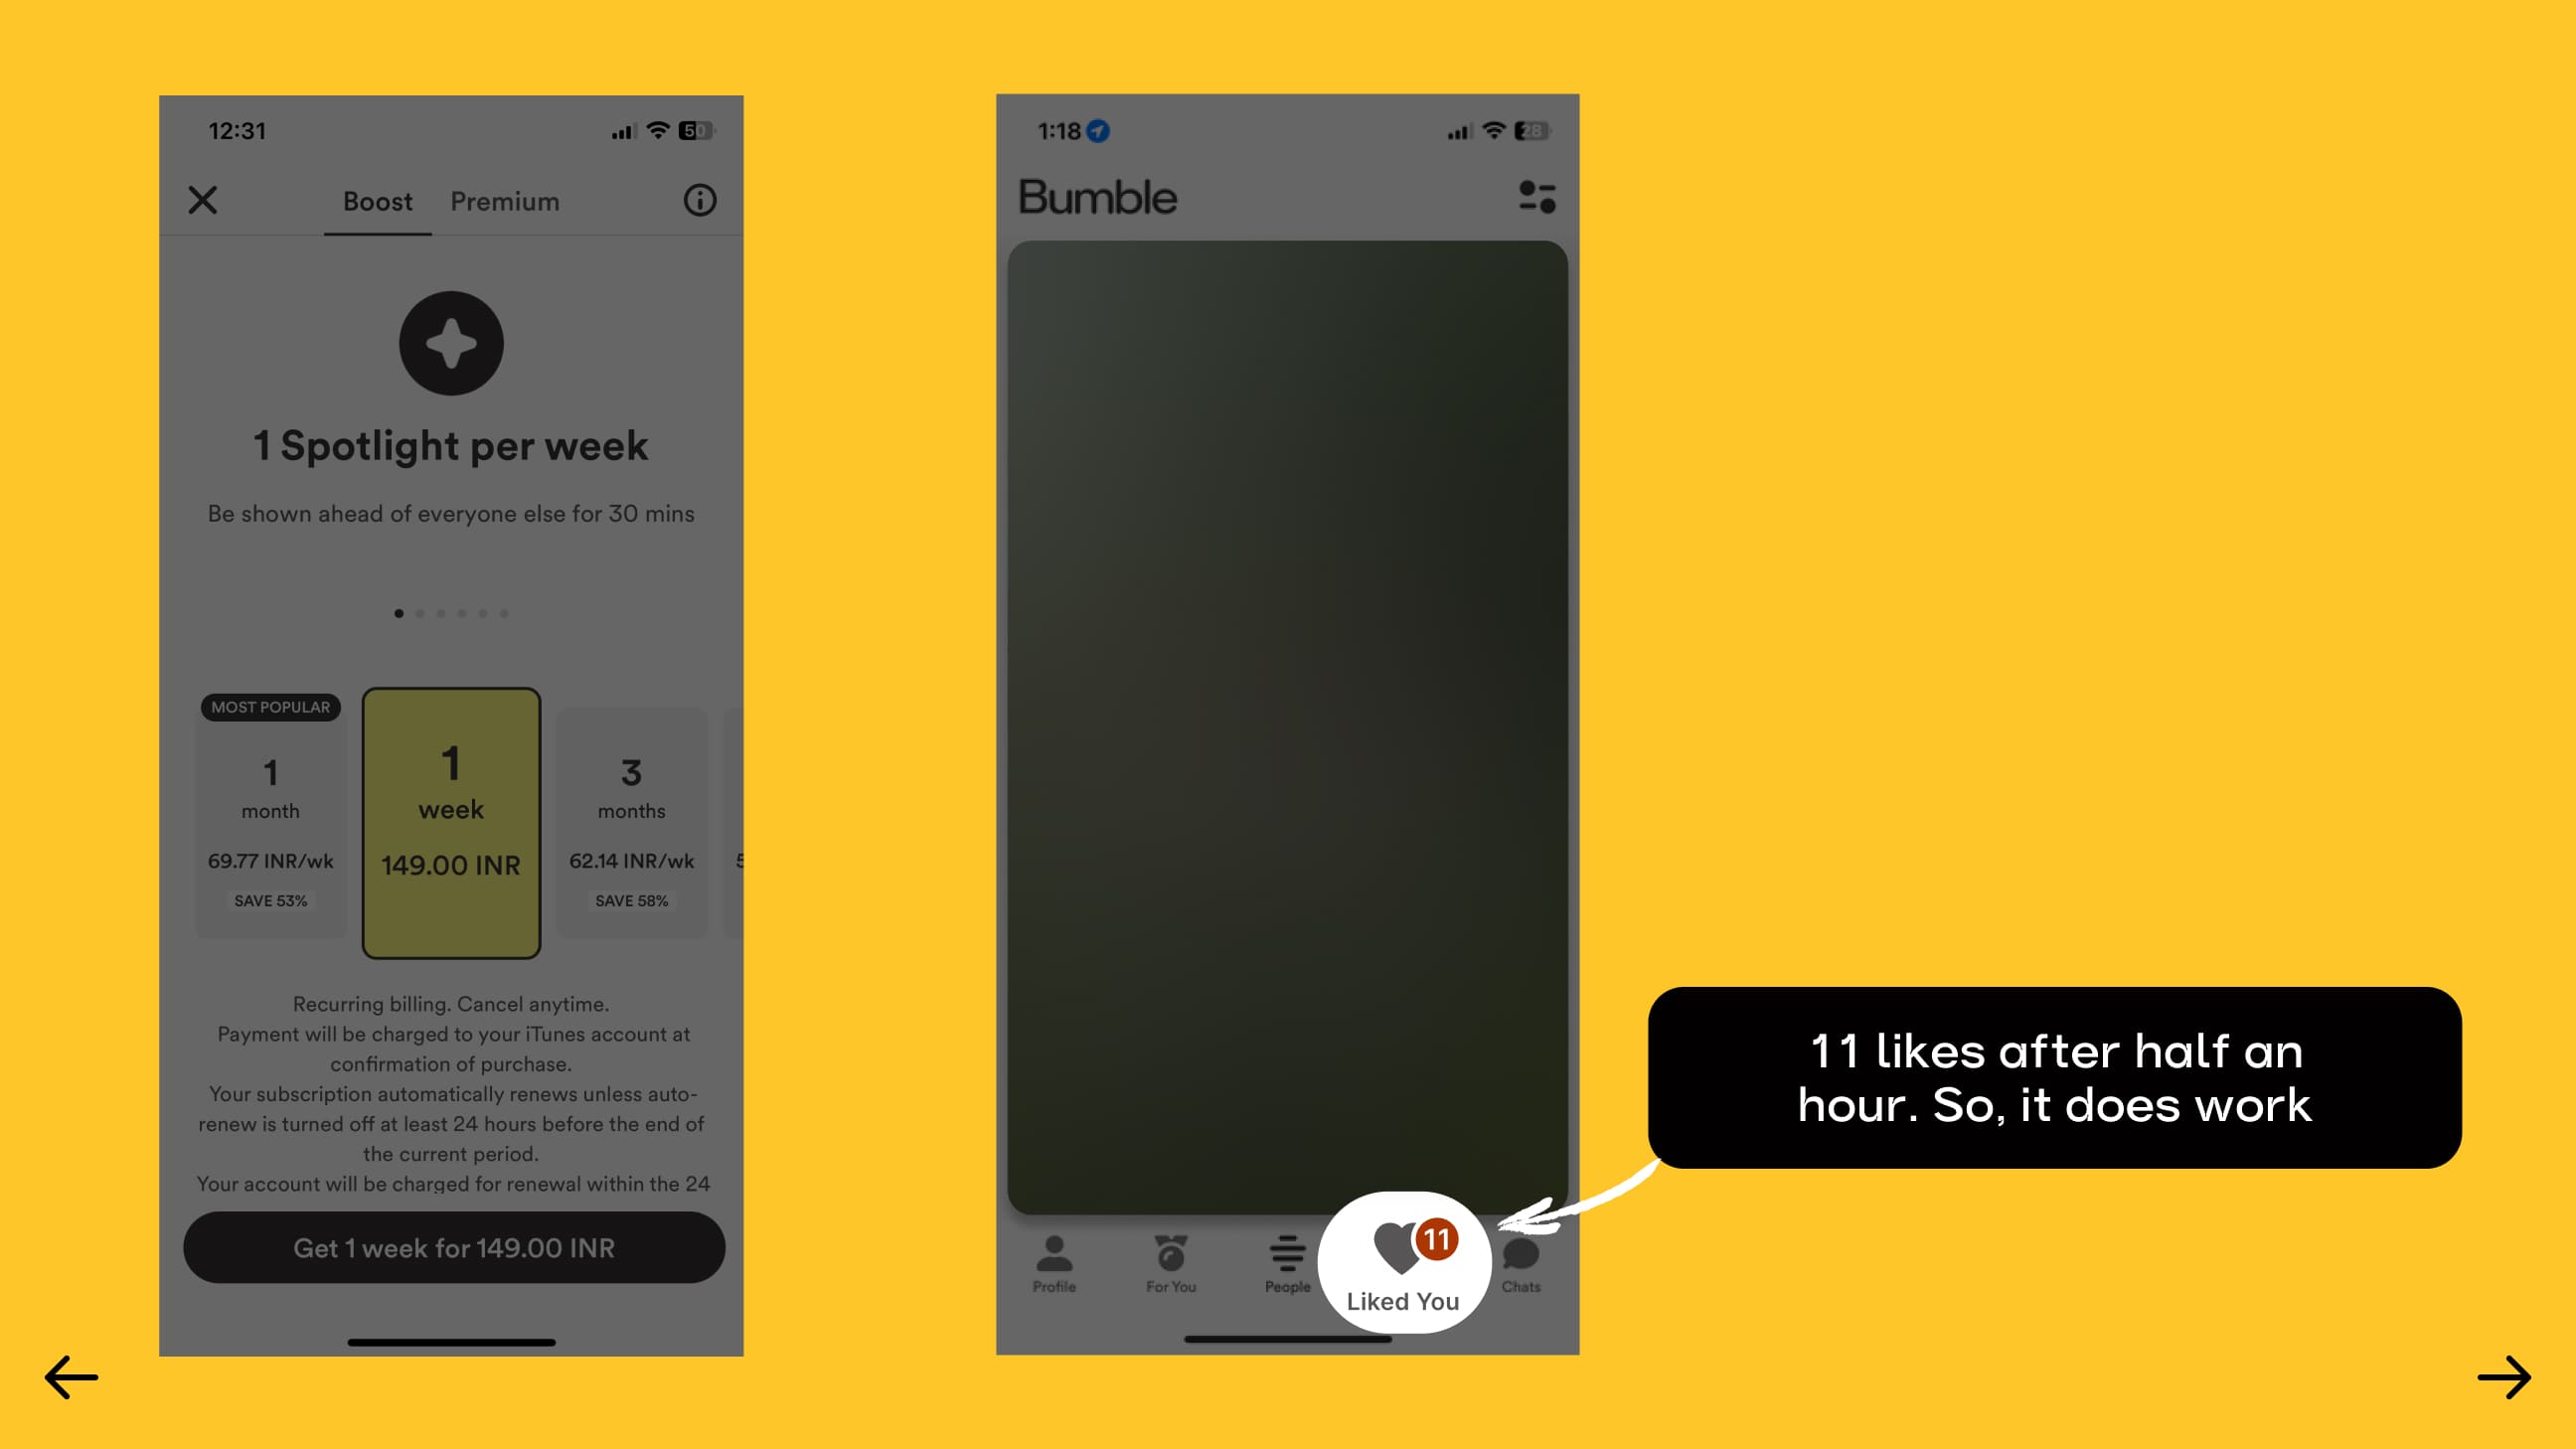 12:31
50
Boost Premium
1 Spotlight per week
Be shown ahead of everyone else for 30 mins
MOST POPULAR
1
month
69.77 INR/wk
SAVE 53%
1
week
149.00 INR
3
months
62.14 INR/wk
SAVE 58%
5
Recurring billing. Cancel anytime.
Payment will be charged to your iTunes account at
confirmation of purchase.
Your subscription automatically renews unless auto-
renew is turned off at least 24 hours before the end of
the current period.
Your account will be charged for renewal within the 24
Get 1 week for 149.00 INR
1:18
28
Bumble
Profile
For You
People
11
Liked You
Chats
11 likes after half an
hour. So, it does work